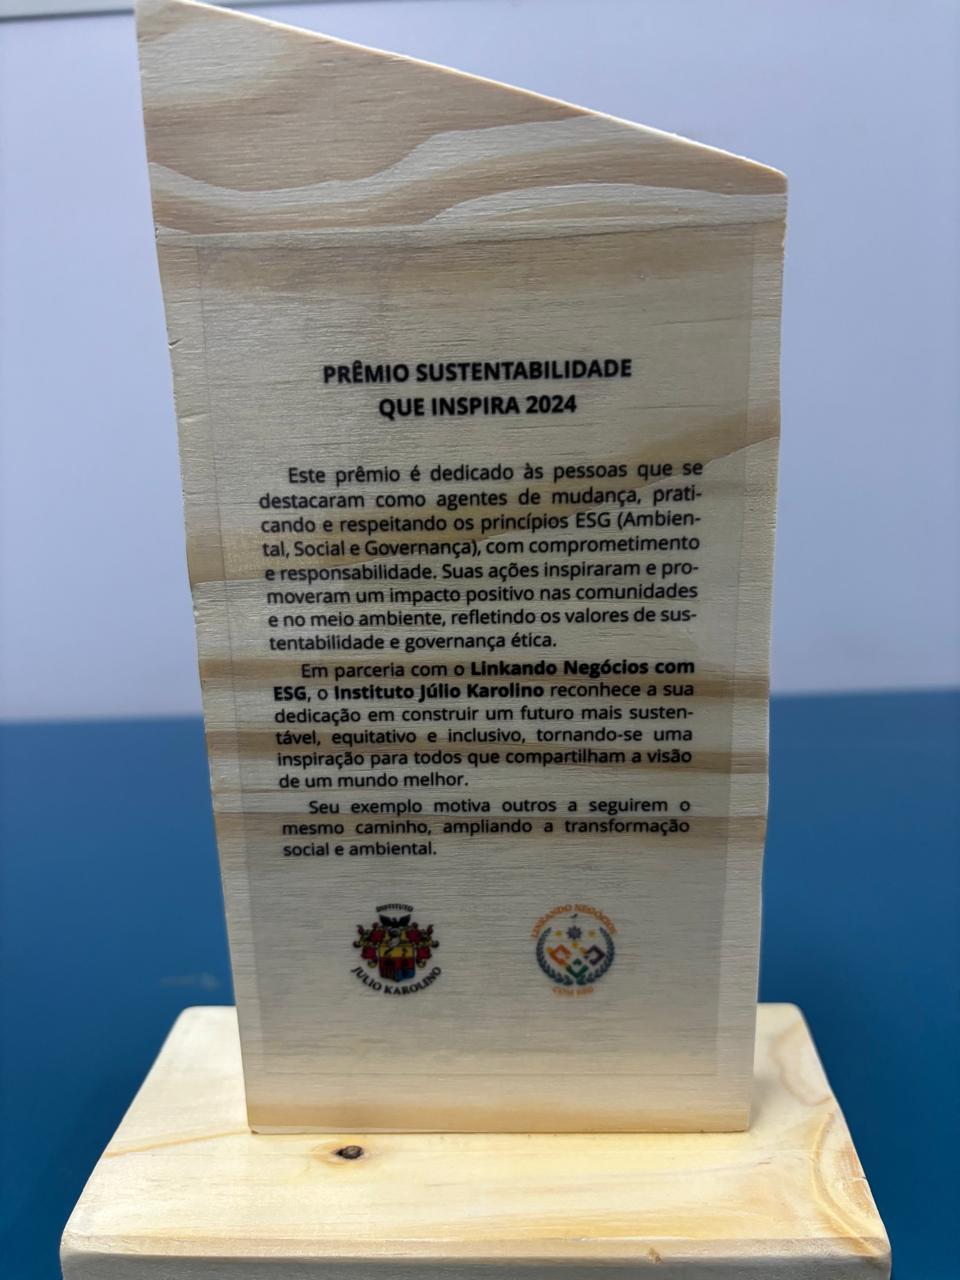 PRÊMIO SUSTENTABILIDADE
QUE INSPIRA 2024
Este prêmio é dedicado às pessoas que se
destacaram como agentes de mudança, prati-
cando e respeitando os princípios ESG (Ambien-
tal, Social e Governança), com comprometimento
e responsabilidade. Suas ações inspiraram e pro-
moveram um impacto positivo nas comunidades
e no meio ambiente, refletindo os valores de sus-
tentabilidade e governança ética.
Em parceria com o Linkando Negócios com
ESG, o Instituto Júlio Karolino reconhece a sua
dedicação em construir um futuro mais susten-
tável, equitativo e inclusivo, tornando-se uma
inspiração para todos que compartilham a visão
de um mundo melhor.
Seu exemplo motiva outros a seguirem o
mesmo caminho, ampliando a transformação
social e ambiental.
INSTITUTO
JULIO KAROLINO
LINKANDO NEGÓCIOS
COM ESG